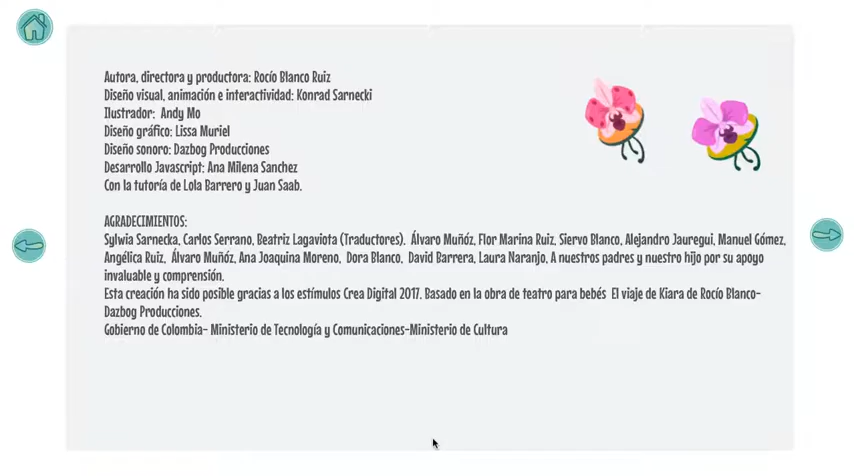 Autora, directora y productora: Rocío Blanco Ruiz
Diseño visual, animación e interactividad: Konrad Sarnecki
Ilustrador:  Andy Mo
Diseño gráfico: Lissa Muriel
Diseño sonoro: Dazbog Producciones
Desarrollo Javascript: Ana Milena Sanchez
Con la tutoría de Lola Barrero y Juan Saab.
AGRADECIMIENTOS:
Sylwia Sarnecka, Carlos Serrano, Beatriz Lagaviota (Traductores).  Álvaro Muñóz, Flor Marina Ruiz, Siervo Blanco, Alejandro Jauregui, Manuel Gómez,
Angélica Ruiz,  Álvaro Muñóz, Ana Joaquina Moreno,  Dora Blanco,  David Barrera, Laura Naranjo, A nuestros padres y nuestro hijo por su apoyo
invaluable y comprensión.
Esta creación ha sido posible gracias a los estímulos Crea Digital 2017. Basado en la obra de teatro para bebés  El viaje de Kiara de Rocío Blanco-
Dazbog Producciones.
Gobierno de Colombia- Ministerio de Tecnología y Comunicaciones-Ministerio de Cultura